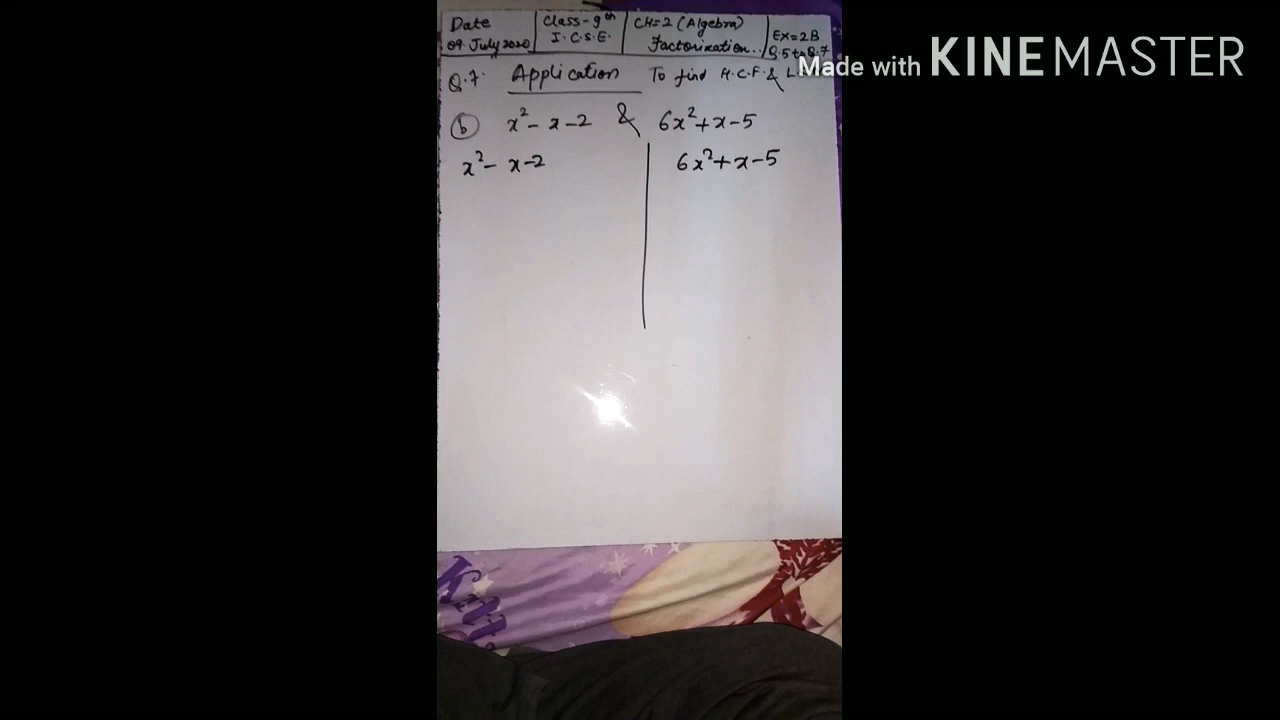 Made with KINEMASTER
Date
09 July 2020
Class-9th
I.C.S.E.
CH=2 (Algebra)
Factorization..
EX=2B
Q.5 to Q.7
Q.7. Application To find H.C.F. & L
(b) x²- x-2 & 6x²+x-5
x²- x-2
6x²+x-5